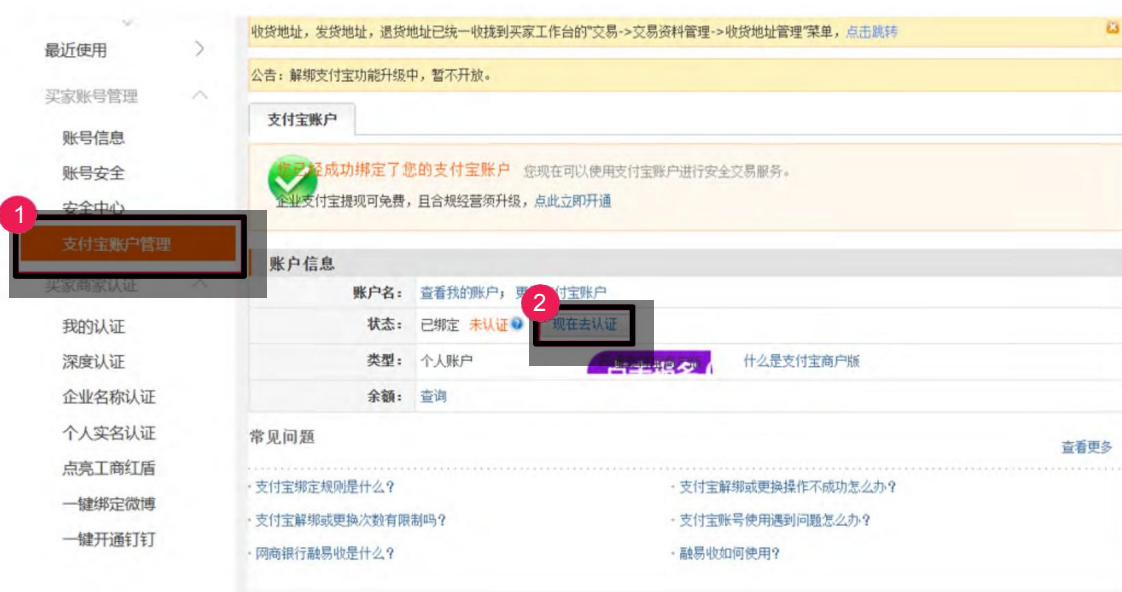 收货地址，发货地址，退货地址已统一收找到买家工作台的"交易->交易资料管理->收货地址管理"菜单，点击跳转
公告：解绑支付宝功能升级中，暂不开放。
最近使用
买家账号管理
账号信息
账号安全
安全中心
1
支付宝账户管理
买家商家认证
我的认证
深度认证
企业名称认证
个人实名认证
点亮工商红盾
一键绑定微博
一键开通钉钉
支付宝账户
您已经成功绑定了您的支付宝账户 您现在可以使用支付宝账户进行安全交易服务。
企业支付宝提现可免费，且合规经营须升级，点此立即开通
账户信息
账户名： 查看我的账户， 更 付宝账户
2
状态： 已绑定 未认证 现在去认证
类型： 个人账户 什么是支付宝商户版
余额： 查询
常见问题
查看更多
· 支付宝绑定规则是什么？
· 支付宝解绑或更换操作不成功怎么办？
· 支付宝解绑或更换次数有限制吗？
· 支付宝账号使用遇到问题怎么办？
· 网商银行融易收是什么？
· 融易收如何使用？